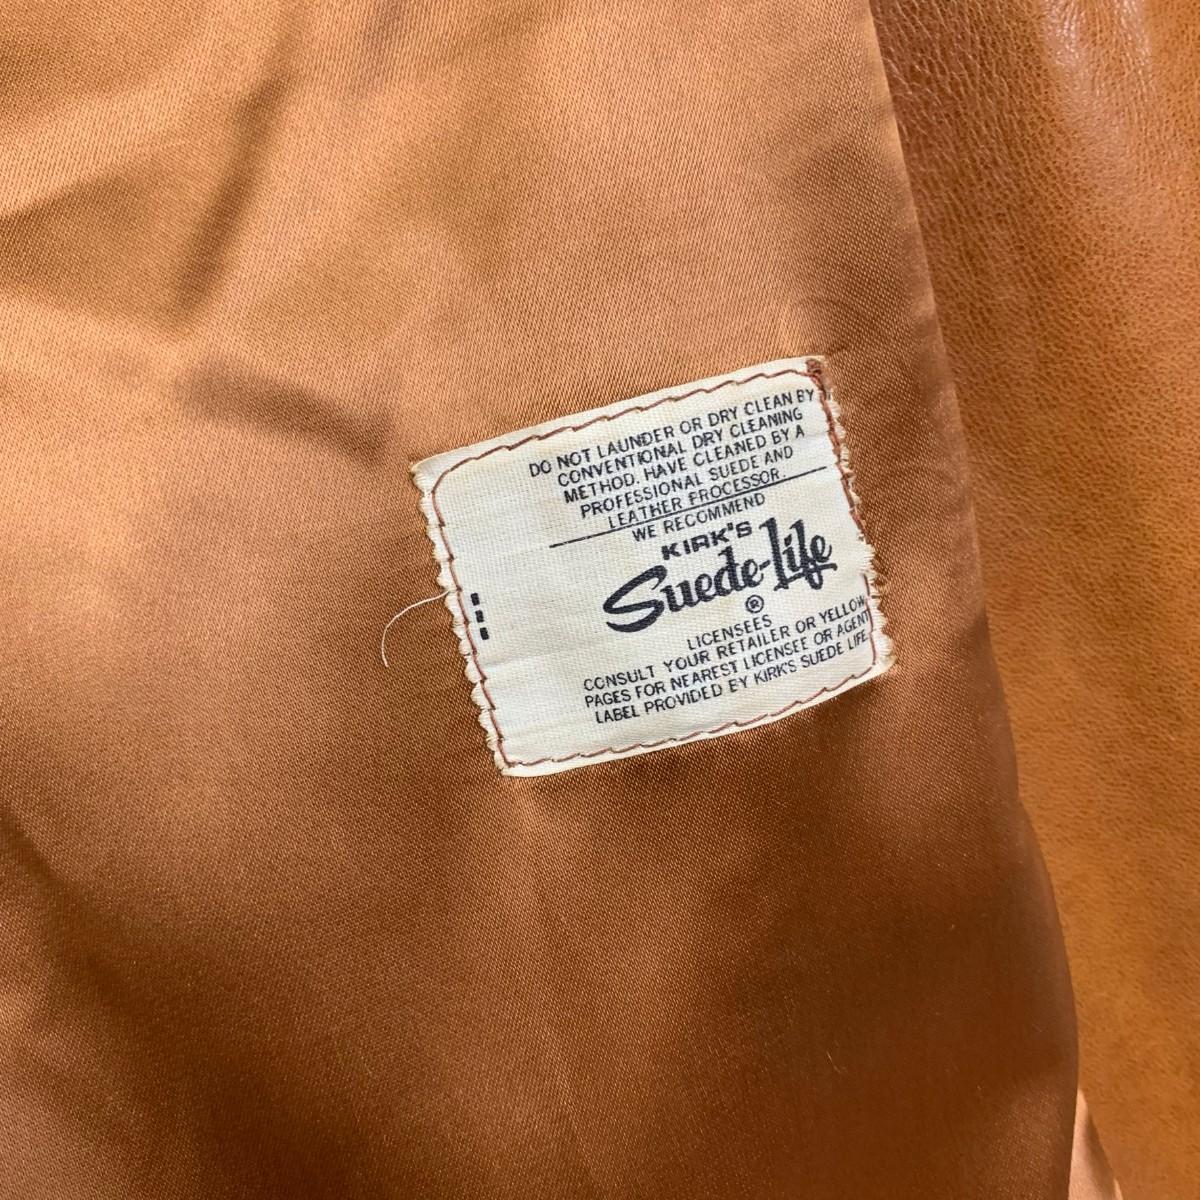 DO NOT LAUNDER OR DRY CLEAN BY
CONVENTIONAL DRY CLEANING
METHOD. HAVE CLEANED BY A
PROFESSIONAL SUEDE AND
LEATHER PROCESSOR.
WE RECOMMEND
KIRK'S
Suede-Life
®
LICENSEES
CONSULT YOUR RETAILER OR YELLOW
PAGES FOR NEAREST LICENSEE OR AGENT
LABEL PROVIDED BY KIRK'S SUEDE LIFE